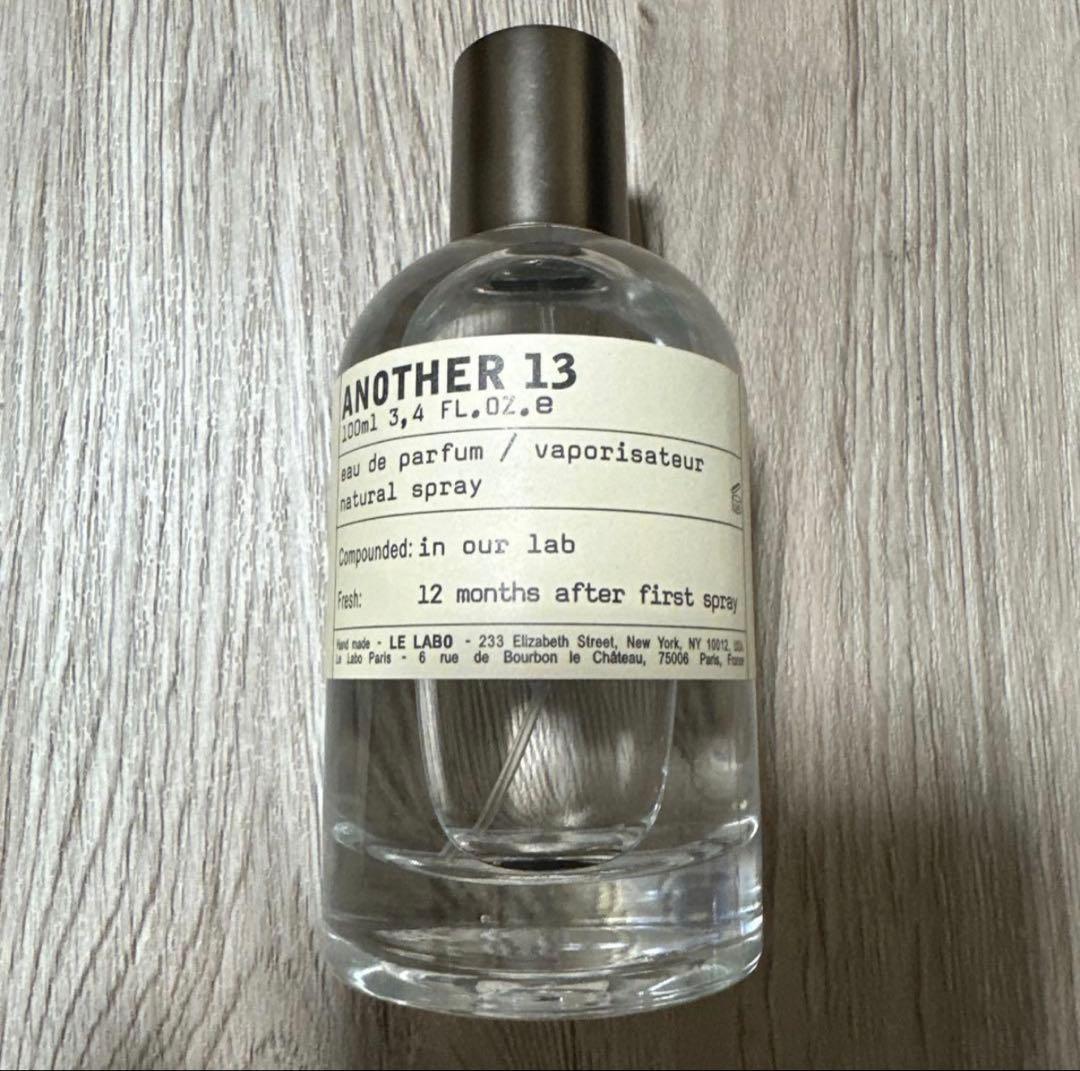 ANOTHER 13
100ml 3,4 FL.OZ.e
eau de parfum / vaporisateur
natural spray
Compounded: in our lab
Fresh: 12 months after first spray
Hand made - LE LABO - 233 Elizabeth Street, New York, NY 10012, USA
Le Labo Paris - 6 rue de Bourbon le Château, 75006 Paris, France